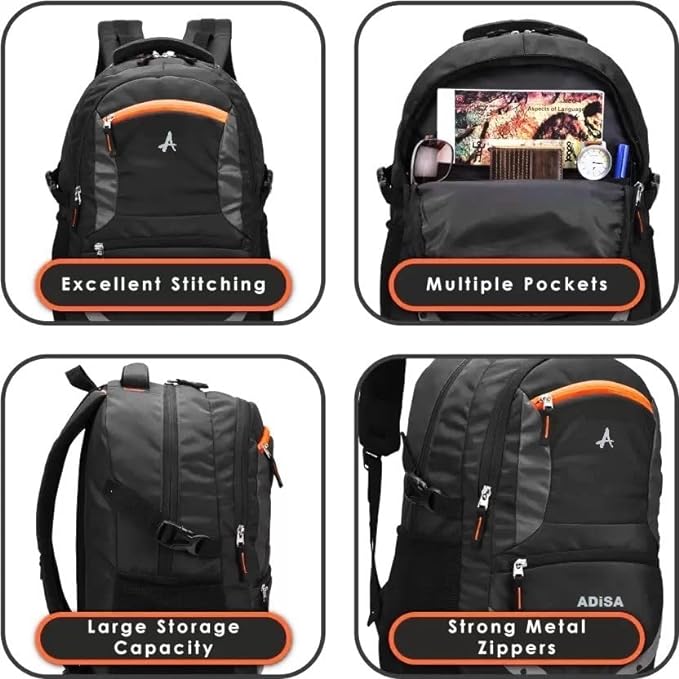 A
Excellent Stitching
Aspects of Language
Multiple Pockets
Large Storage
Capacity
A
ADiSA
Strong Metal
Zippers